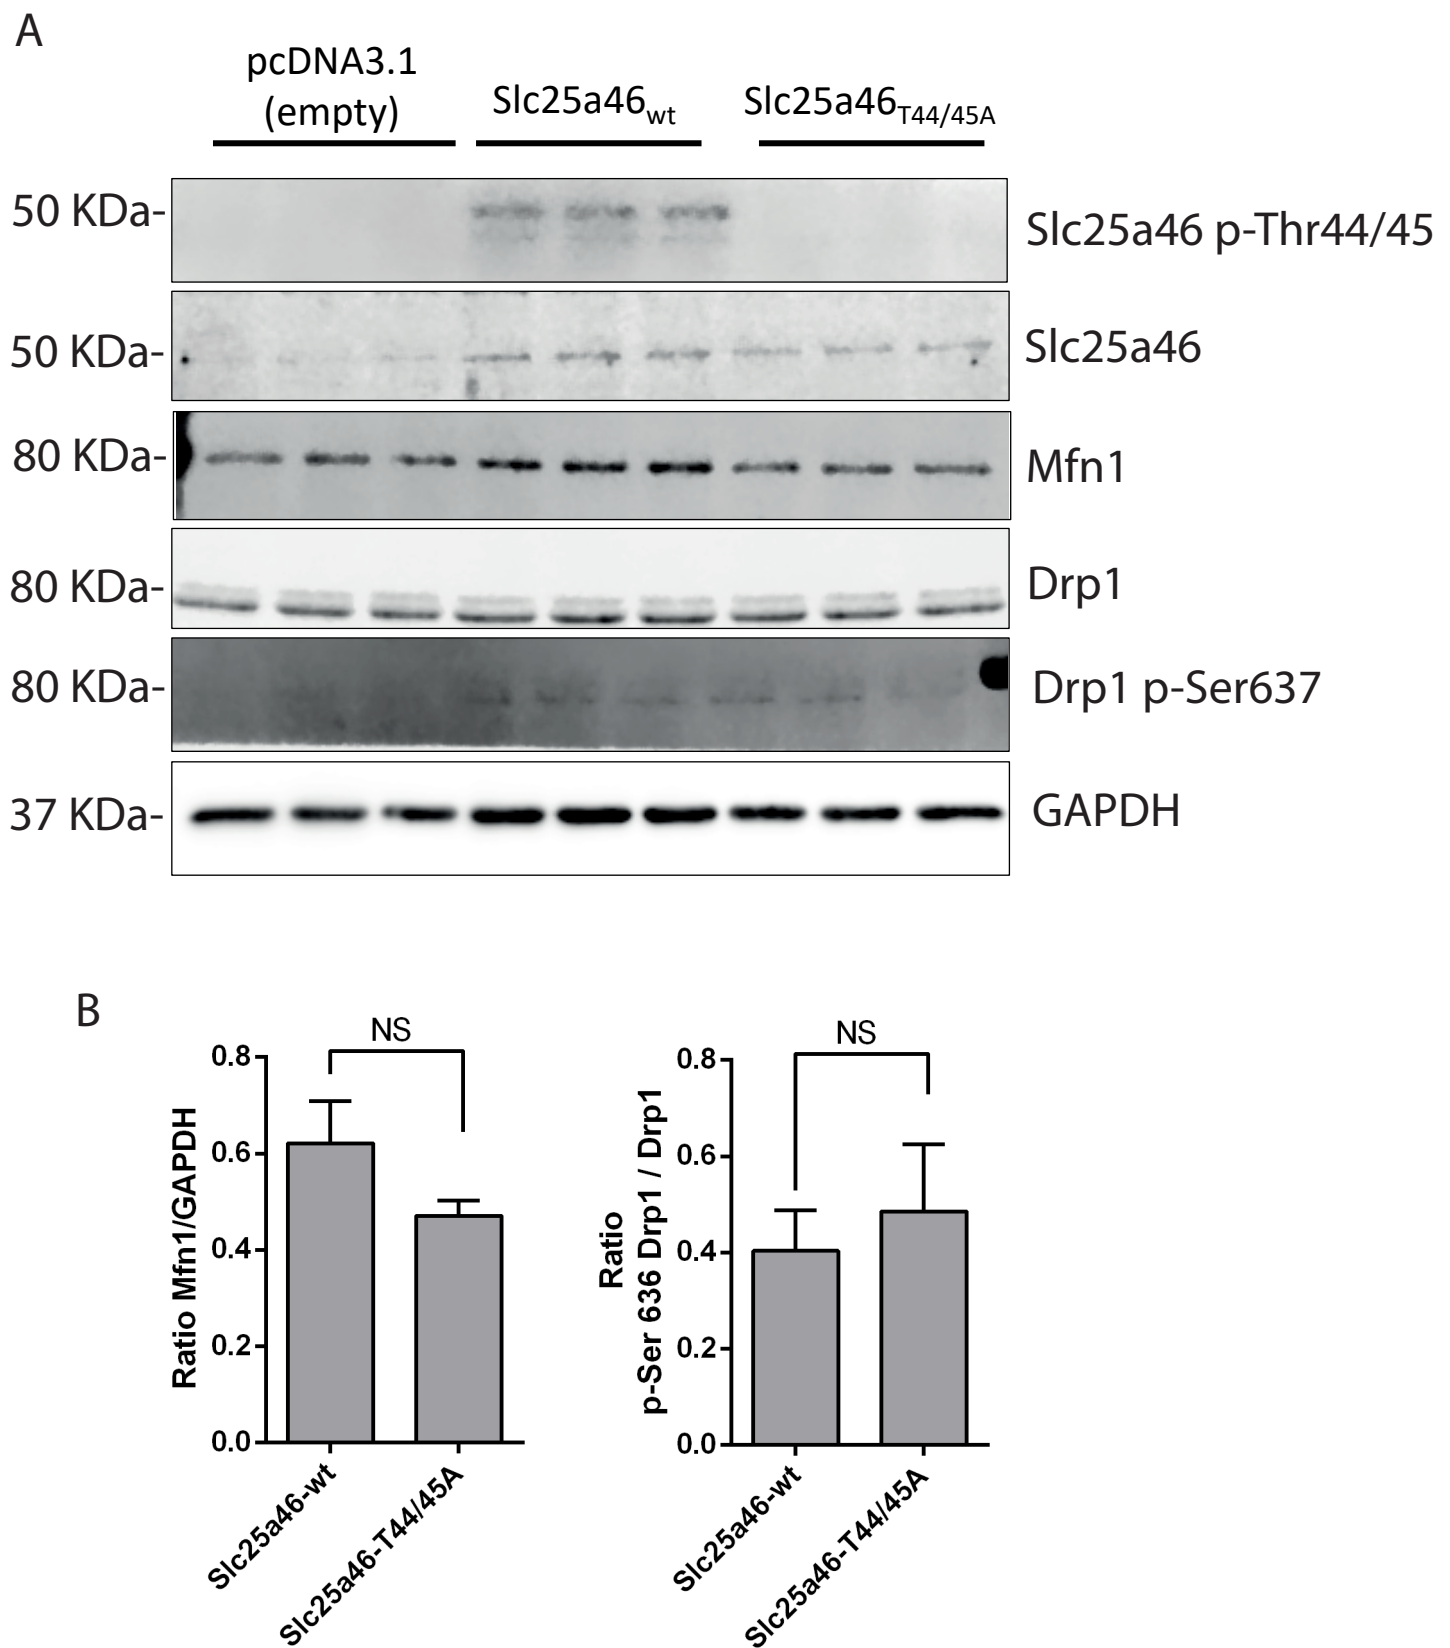 A
pcDNA3.1
(empty)
Slc25a46wt
Slc25a46T44/45A
50 KDa-
Slc25a46 p-Thr44/45
50 KDa-
Slc25a46
80 KDa-
Mfn1
80 KDa-
Drp1
80 KDa-
Drp1 p-Ser637
37 KDa-
GAPDH
B
NS
0.8
0.6
0.4
0.2
0.0
Ratio Mfn1/GAPDH
Slc25a46-wt
Slc25a46-T44/45A
NS
0.8
0.6
0.4
0.2
0.0
Ratio
p-Ser 636 Drp1 / Drp1
Slc25a46-wt
Slc25a46-T44/45A